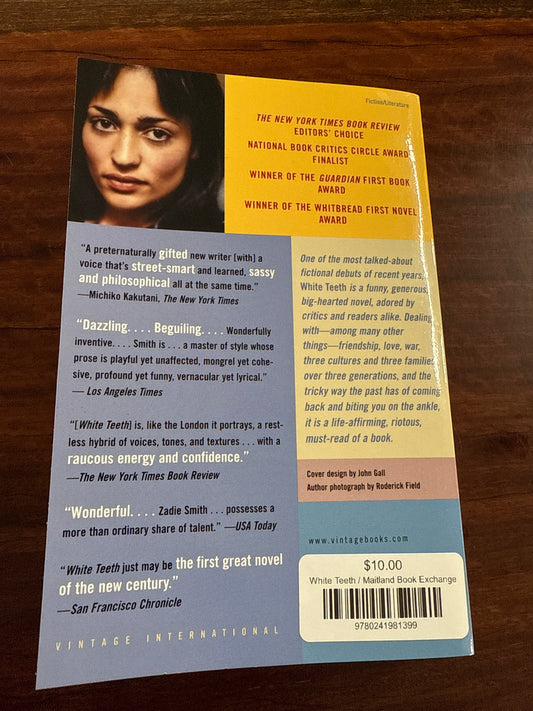 Fiction/Literature
THE NEW YORK TIMES BOOK REVIEW
EDITORS' CHOICE
NATIONAL BOOK CRITICS CIRCLE AWARD
FINALIST
WINNER OF THE GUARDIAN FIRST BOOK
AWARD
WINNER OF THE WHITBREAD FIRST NOVEL
AWARD
"A preternaturally gifted new writer [with] a
voice that's street-smart and learned, sassy
and philosophical all at the same time."
—Michiko Kakutani, The New York Times
"Dazzling. . . . Beguiling. . . . Wonderfully
inventive. . . . Smith is . . . a master of style whose
prose is playful yet unaffected, mongrel yet cohe-
sive, profound yet funny, vernacular yet lyrical."
— Los Angeles Times
"[White Teeth] is, like the London it portrays, a rest-
less hybrid of voices, tones, and textures . . . with a
raucous energy and confidence."
—The New York Times Book Review
"Wonderful. . . . Zadie Smith . . . possesses a
more than ordinary share of talent." —USA Today
"White Teeth just may be the first great novel
of the new century."
—San Francisco Chronicle
VINTAGE INTERNATIONAL
One of the most talked-about
fictional debuts of recent years,
White Teeth is a funny, generous,
big-hearted novel, adored by
critics and readers alike. Dealing
with—among many other
things—friendship, love, war,
three cultures and three families
over three generations, and the
tricky way the past has of coming
back and biting you on the ankle,
it is a life-affirming, riotous,
must-read of a book.
Cover design by John Gall
Author photograph by Roderick Field
www.vintagebooks.com
$10.00
White Teeth / Maitland Book Exchange
9780241981399